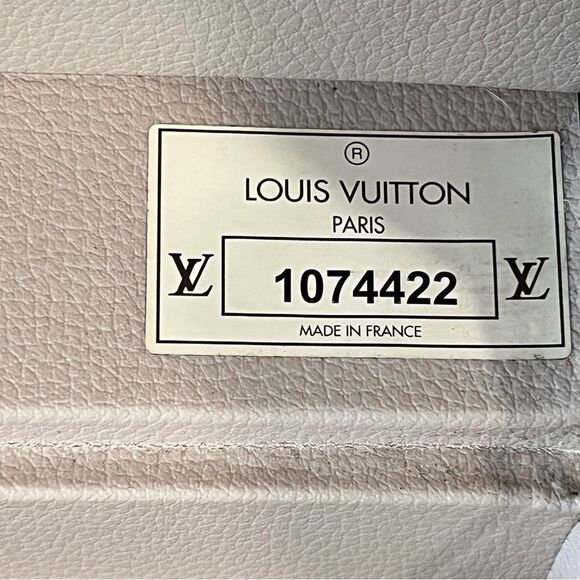 ®
LOUIS VUITTON
PARIS
LV 1074422 LV
MADE IN FRANCE